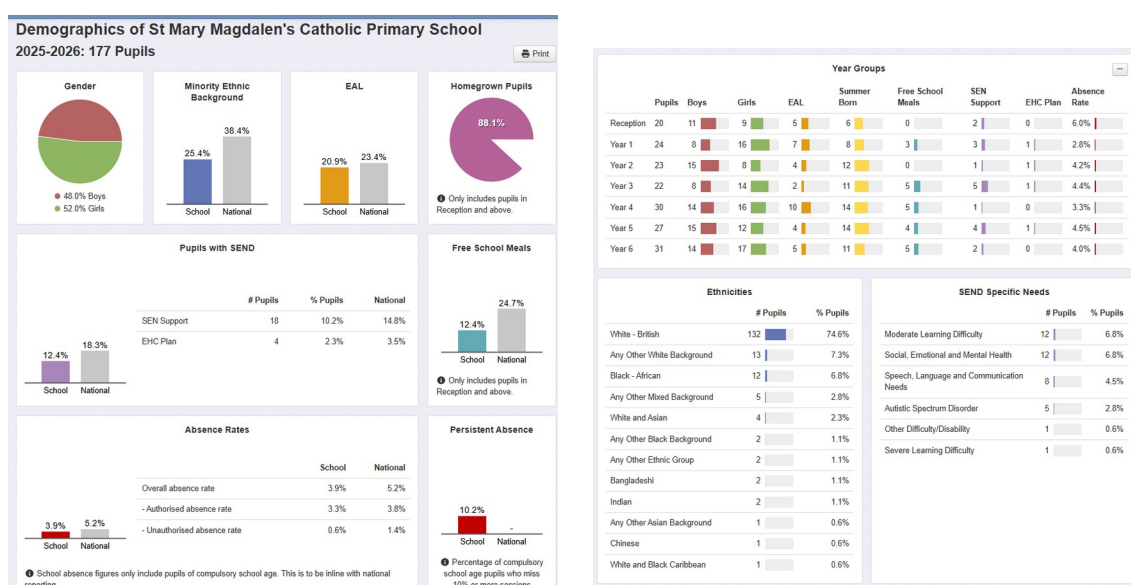 Demographics of St Mary Magdalen's Catholic Primary School
2025-2026: 177 Pupils
Print
Gender
48.0% Boys
52.0% Girls
Minority Ethnic
Background
25.4%
38.4%
School National
EAL
20.9%
23.4%
School National
Homegrown Pupils
88.1%
Only includes pupils in
Reception and above.
Pupils with SEND
12.4%
18.3%
School National
# Pupils % Pupils National
SEN Support 18 10.2% 14.8%
EHC Plan 4 2.3% 3.5%
Free School Meals
12.4%
24.7%
School National
Only includes pupils in
Reception and above.
Absence Rates
3.9%
5.2%
School National
School National
Overall absence rate 3.9% 5.2%
- Authorised absence rate 3.3% 3.8%
- Unauthorised absence rate 0.6% 1.4%
School absence figures only include pupils of compulsory school age. This is to be inline with national
reporting
Persistent Absence
10.2%
-
School National
Percentage of compulsory
school age pupils who miss
10% or more sessions
Year Groups
Pupils Boys Girls EAL Summer Born Free School Meals SEN Support EHC Plan Absence Rate
Reception 20 11 9 5 6 0 2 0 6.0%
Year 1 24 8 16 7 8 3 3 1 2.8%
Year 2 23 15 8 4 12 0 1 1 4.2%
Year 3 22 8 14 2 11 5 5 1 4.4%
Year 4 30 14 16 10 14 5 1 0 3.3%
Year 5 27 15 12 4 14 4 4 1 4.5%
Year 6 31 14 17 5 11 5 2 0 4.0%
Ethnicities
# Pupils % Pupils
White - British 132 74.6%
Any Other White Background 13 7.3%
Black - African 12 6.8%
Any Other Mixed Background 5 2.8%
White and Asian 4 2.3%
Any Other Black Background 2 1.1%
Any Other Ethnic Group 2 1.1%
Bangladeshi 2 1.1%
Indian 2 1.1%
Any Other Asian Background 1 0.6%
Chinese 1 0.6%
White and Black Caribbean 1 0.6%
SEND Specific Needs
# Pupils % Pupils
Moderate Learning Difficulty 12 6.8%
Social, Emotional and Mental Health 12 6.8%
Speech, Language and Communication
Needs 8 4.5%
Autistic Spectrum Disorder 5 2.8%
Other Difficulty/Disability 1 0.6%
Severe Learning Difficulty 1 0.6%